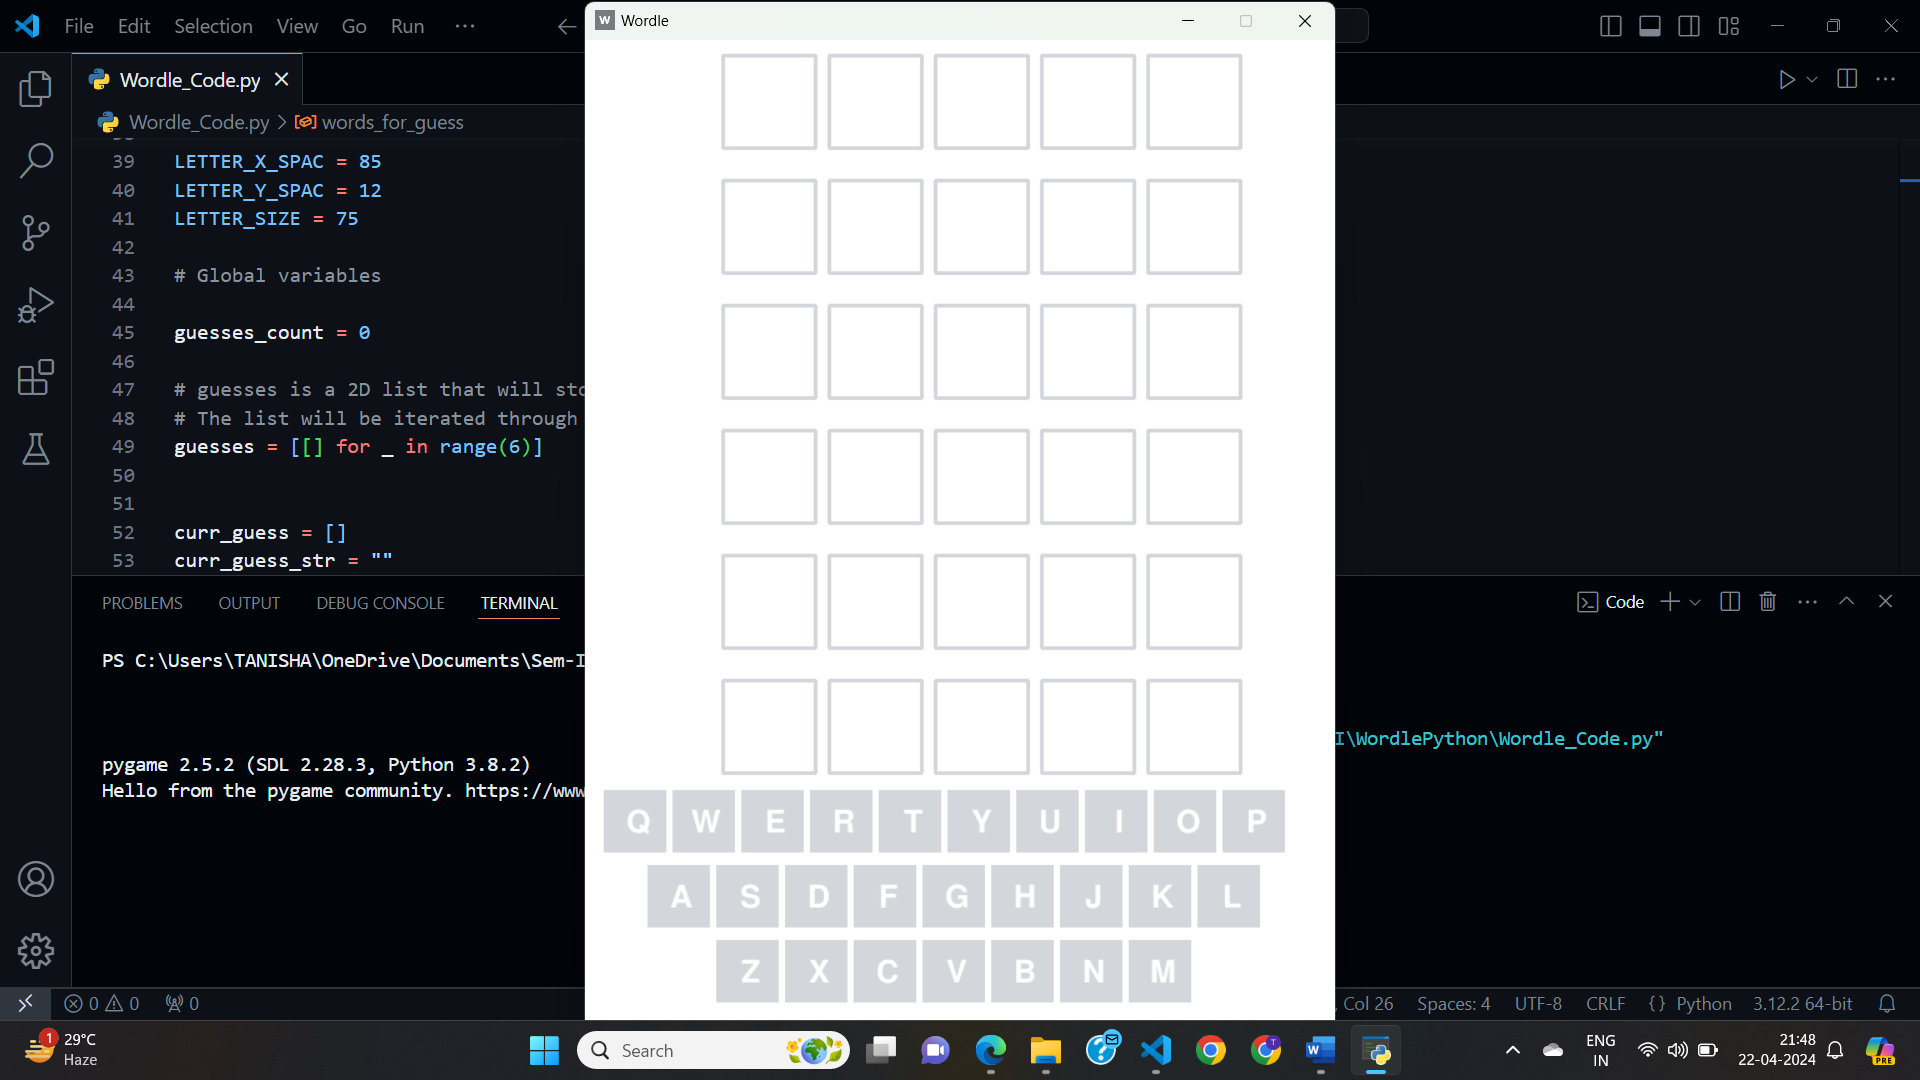 File Edit Selection View Go Run ···
Wordle
Wordle_Code.py
Wordle_Code.py > words_for_guess
39 LETTER_X_SPAC = 85
40 LETTER_Y_SPAC = 12
41 LETTER_SIZE = 75
42
43 # Global variables
44
45 guesses_count = 0
46
47 # guesses is a 2D list that will sto
48 # The list will be iterated through
49 guesses = [[] for _ in range(6)]
50
51
52 curr_guess = []
53 curr_guess_str = ""
PROBLEMS OUTPUT DEBUG CONSOLE TERMINAL
Code
PS C:\Users\TANISHA\OneDrive\Documents\Sem-I
I\WordlePython\Wordle_Code.py"
pygame 2.5.2 (SDL 2.28.3, Python 3.8.2)
Hello from the pygame community. https://www
Q W E R T Y U I O P
A S D F G H J K L
Z X C V B N M
0 0 0
, Col 26 Spaces: 4 UTF-8 CRLF {} Python 3.12.2 64-bit
1
29°C
Haze
Search
ENG
IN
21:48
22-04-2024
PRE